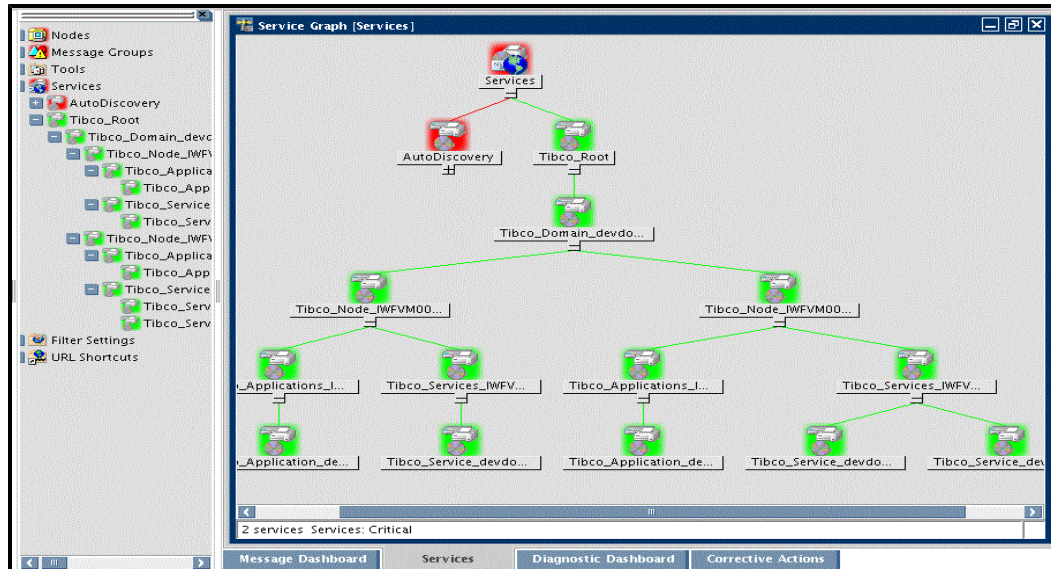 Nodes
Message Groups
Tools
Services
AutoDiscovery
Tibco_Root
Tibco_Domain_devc
Tibco_Node_IWFV
Tibco_Applica
Tibco_App
Tibco_Service
Tibco_Serv
Tibco_Node_IWFV
Tibco_Applica
Tibco_App
Tibco_Service
Tibco_Serv
Tibco_Serv
Filter Settings
URL Shortcuts
Service Graph [Services]
Services
AutoDiscovery
Tibco_Root
Tibco_Domain_devdo...
Tibco_Node_IWFVM00...
Tibco_Node_IWFVM00...
o_Applications_I...
Tibco_Services_IWFV...
Tibco_Applications_I...
Tibco_Services_IWFV...
_Application_de...
Tibco_Service_devdo...
Tibco_Application_de...
Tibco_Service_devdo...
Tibco_Service_dev
2 services Services: Critical
Message Dashboard
Services
Diagnostic Dashboard
Corrective Actions